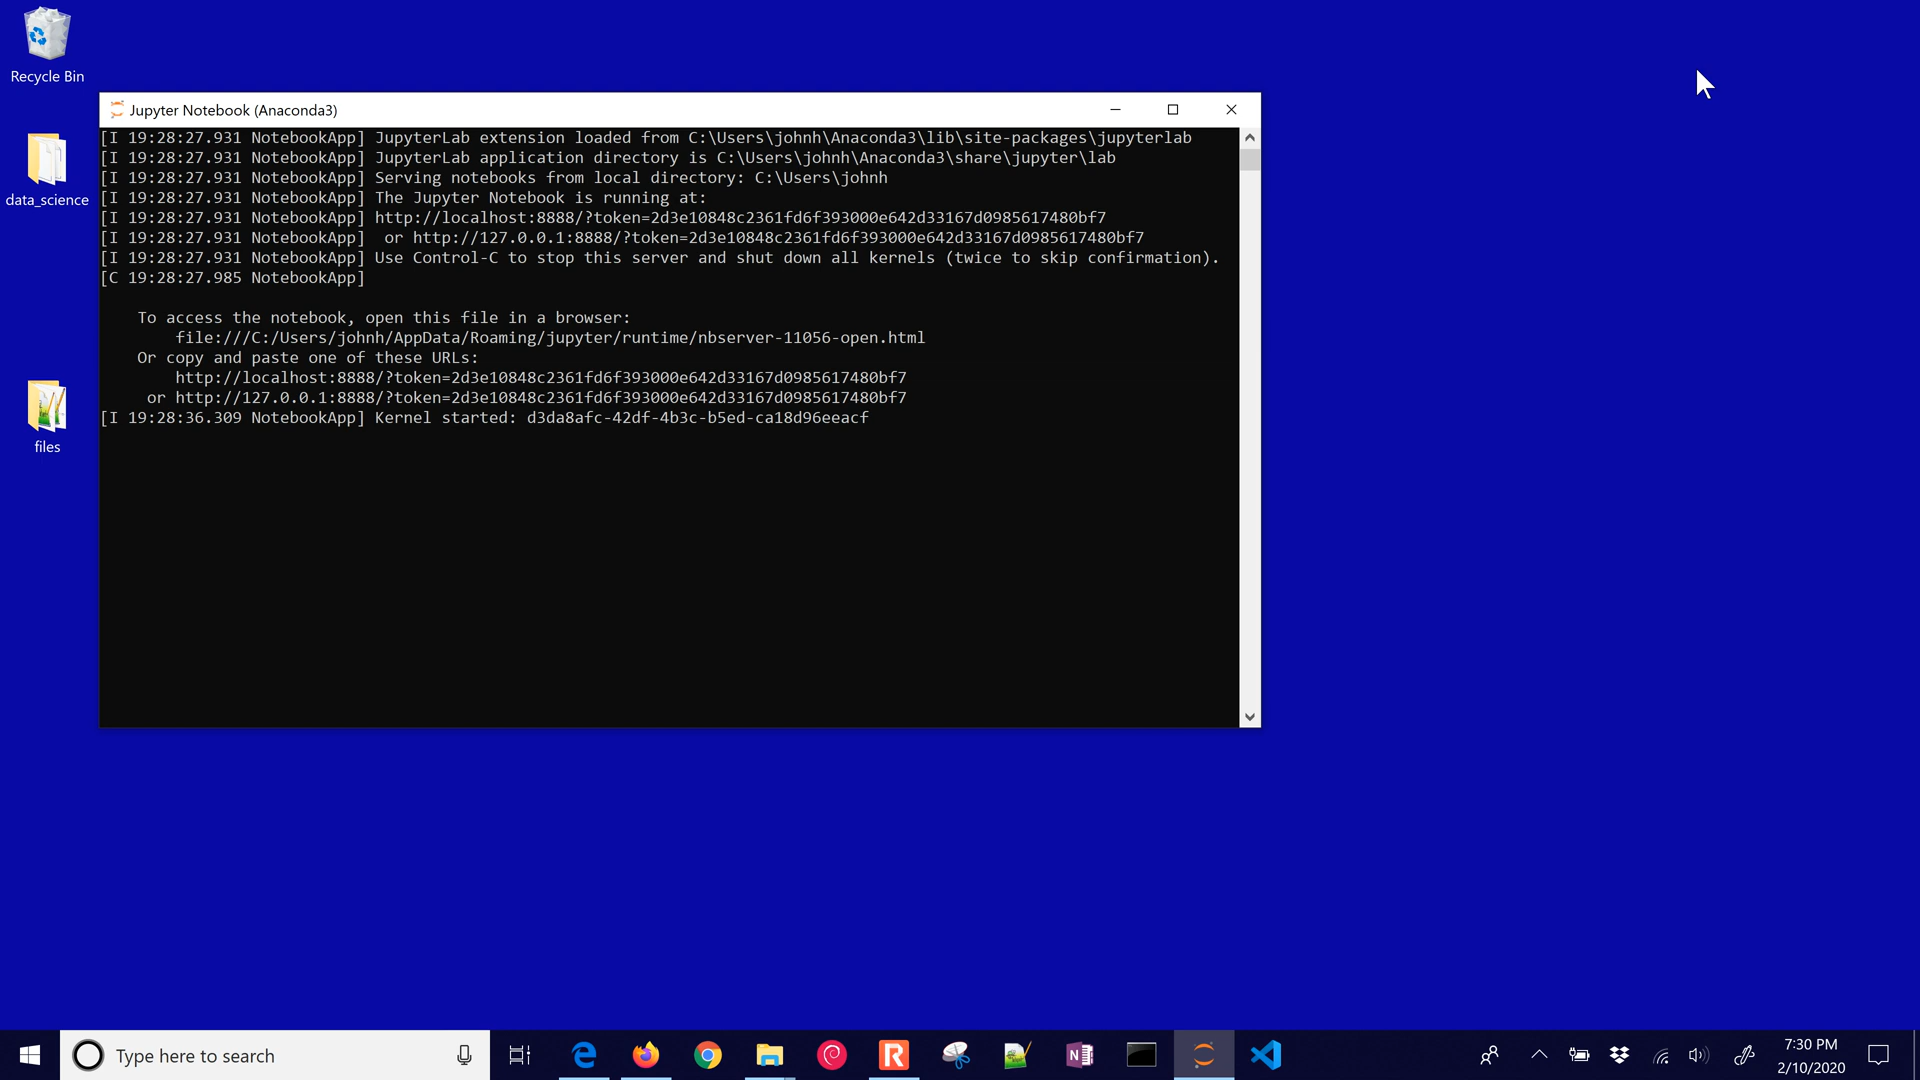 Recycle Bin
data_science
files
Jupyter Notebook (Anaconda3)
[I 19:28:27.931 NotebookApp] JupyterLab extension loaded from C:\Users\johnh\Anaconda3\lib\site-packages\jupyterlab
[I 19:28:27.931 NotebookApp] JupyterLab application directory is C:\Users\johnh\Anaconda3\share\jupyter\lab
[I 19:28:27.931 NotebookApp] Serving notebooks from local directory: C:\Users\johnh
[I 19:28:27.931 NotebookApp] The Jupyter Notebook is running at:
[I 19:28:27.931 NotebookApp] http://localhost:8888/?token=2d3e10848c2361fd6f393000e642d33167d0985617480bf7
[I 19:28:27.931 NotebookApp]  or http://127.0.0.1:8888/?token=2d3e10848c2361fd6f393000e642d33167d0985617480bf7
[I 19:28:27.931 NotebookApp] Use Control-C to stop this server and shut down all kernels (twice to skip confirmation).
[C 19:28:27.985 NotebookApp]
To access the notebook, open this file in a browser:
file:///C:/Users/johnh/AppData/Roaming/jupyter/runtime/nbserver-11056-open.html
Or copy and paste one of these URLs:
http://localhost:8888/?token=2d3e10848c2361fd6f393000e642d33167d0985617480bf7
or http://127.0.0.1:8888/?token=2d3e10848c2361fd6f393000e642d33167d0985617480bf7
[I 19:28:36.309 NotebookApp] Kernel started: d3da8afc-42df-4b3c-b5ed-ca18d96eeacf
Type here to search
7:30 PM
2/10/2020